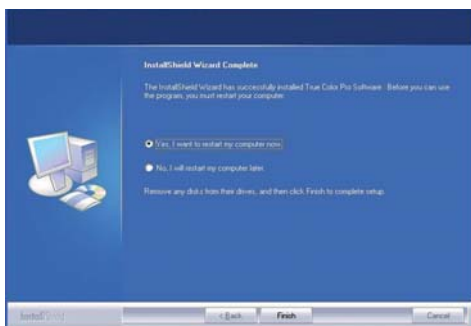 InstallShield Wizard Complete
The InstallShield Wizard has successfully installed True Color Pro Software. Before you can use
the program, you must restart your computer.
Yes, I want to restart my computer now.
No, I will restart my computer later.
Remove any disks from their drives, and then click Finish to complete setup.
InstallShield
< Back
Finish
Cancel